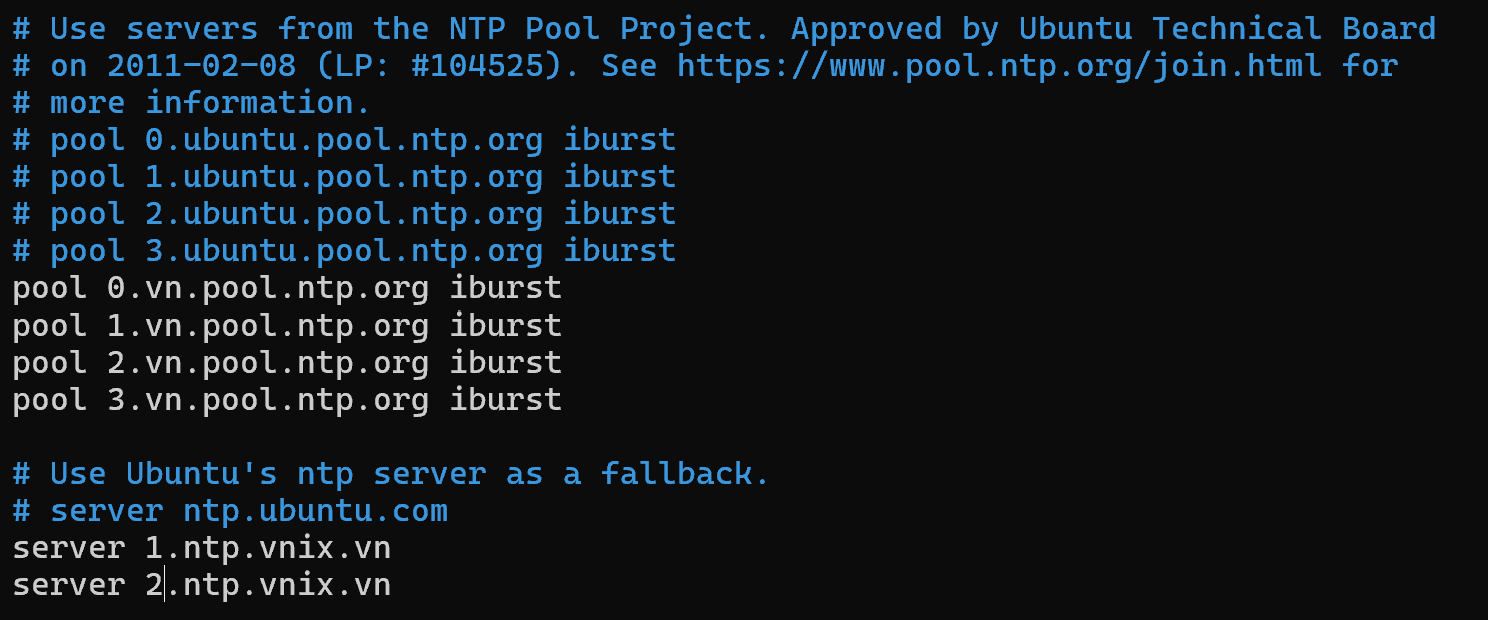 # Use servers from the NTP Pool Project. Approved by Ubuntu Technical Board
# on 2011-02-08 (LP: #104525). See https://www.pool.ntp.org/join.html for
# more information.
# pool 0.ubuntu.pool.ntp.org iburst
# pool 1.ubuntu.pool.ntp.org iburst
# pool 2.ubuntu.pool.ntp.org iburst
# pool 3.ubuntu.pool.ntp.org iburst
pool 0.vn.pool.ntp.org iburst
pool 1.vn.pool.ntp.org iburst
pool 2.vn.pool.ntp.org iburst
pool 3.vn.pool.ntp.org iburst

# Use Ubuntu's ntp server as a fallback.
# server ntp.ubuntu.com
server 1.ntp.vnix.vn
server 2.ntp.vnix.vn